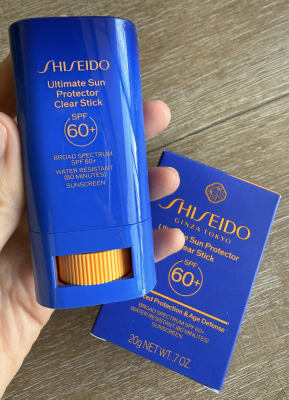 SHISEIDO
Ultimate Sun
Protector
Clear Stick
SPF
60+
BROAD SPECTRUM
SPF 60+
WATER RESISTANT
(80 MINUTES)
SUNSCREEN
SHISEIDO
GINZA TOKYO
Sun Protector
Clear Stick
SPF
60+
Protection & Age Defense
BROAD SPECTRUM SPF 60+
WATER RESISTANT (80 MINUTES)
SUNSCREEN
20g NET WT. .7 OZ.